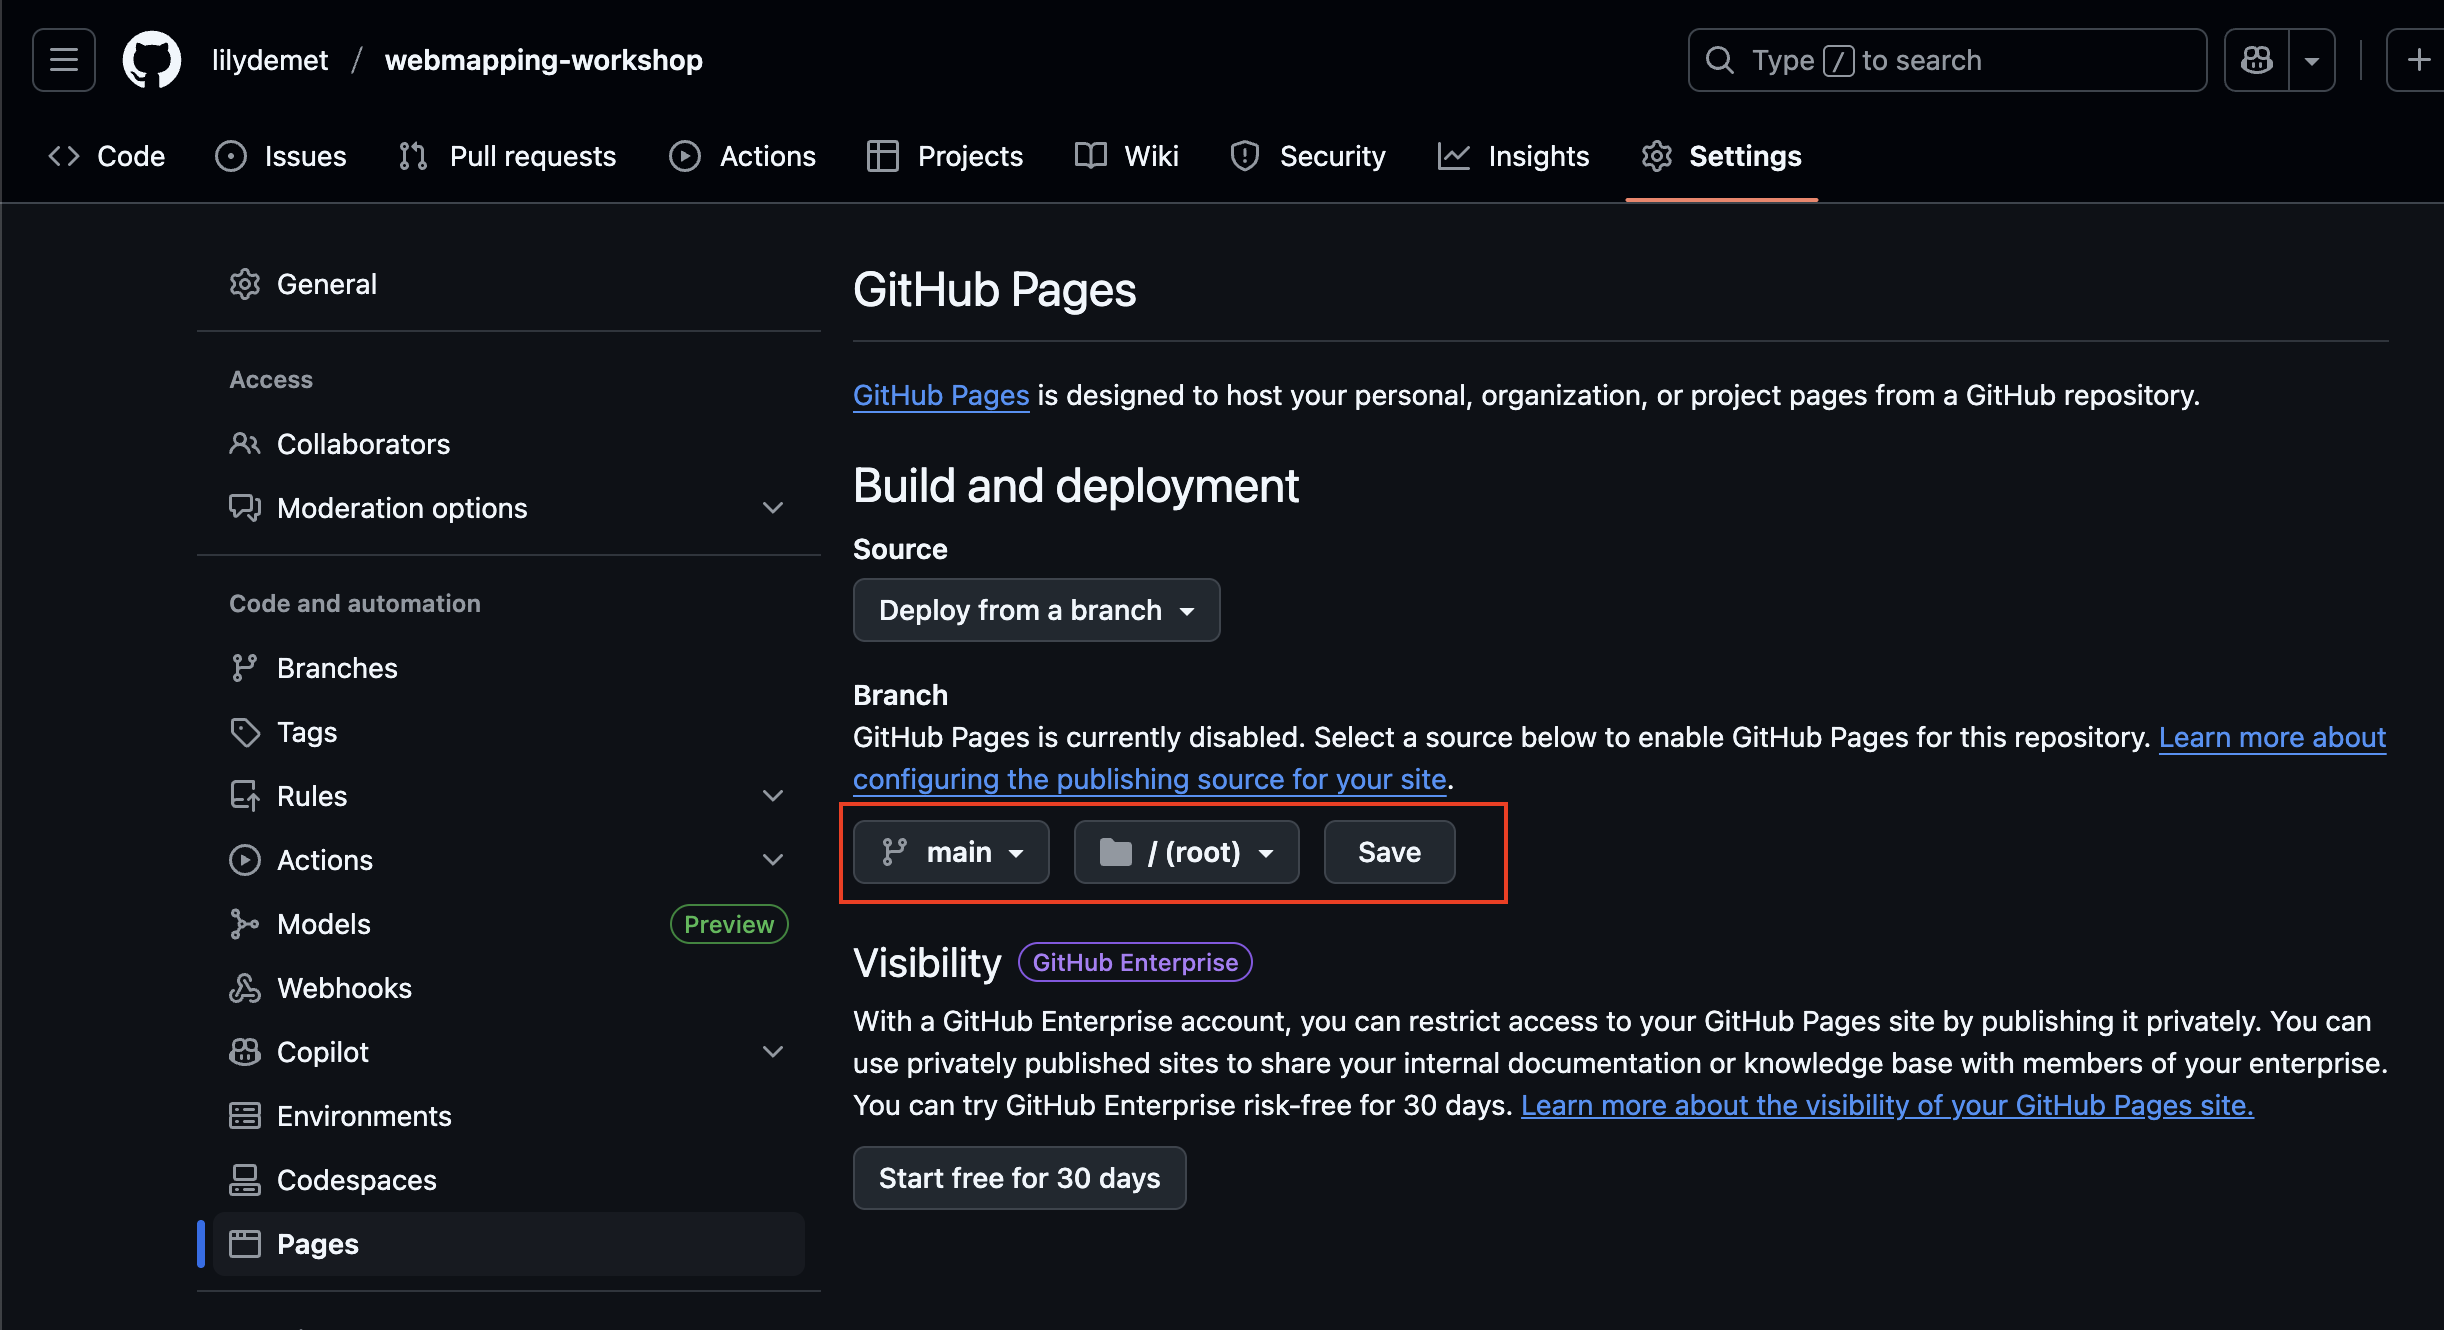 lilydemet / webmapping-workshop
Type / to search
Code Issues Pull requests Actions Projects Wiki Security Insights Settings
General
Access
Collaborators
Moderation options
Code and automation
Branches
Tags
Rules
Actions
Models Preview
Webhooks
Copilot
Environments
Codespaces
Pages
GitHub Pages
GitHub Pages is designed to host your personal, organization, or project pages from a GitHub repository.
Build and deployment
Source
Deploy from a branch
Branch
GitHub Pages is currently disabled. Select a source below to enable GitHub Pages for this repository. Learn more about
configuring the publishing source for your site.
main / (root) Save
Visibility GitHub Enterprise
With a GitHub Enterprise account, you can restrict access to your GitHub Pages site by publishing it privately. You can
use privately published sites to share your internal documentation or knowledge base with members of your enterprise.
You can try GitHub Enterprise risk-free for 30 days. Learn more about the visibility of your GitHub Pages site.
Start free for 30 days